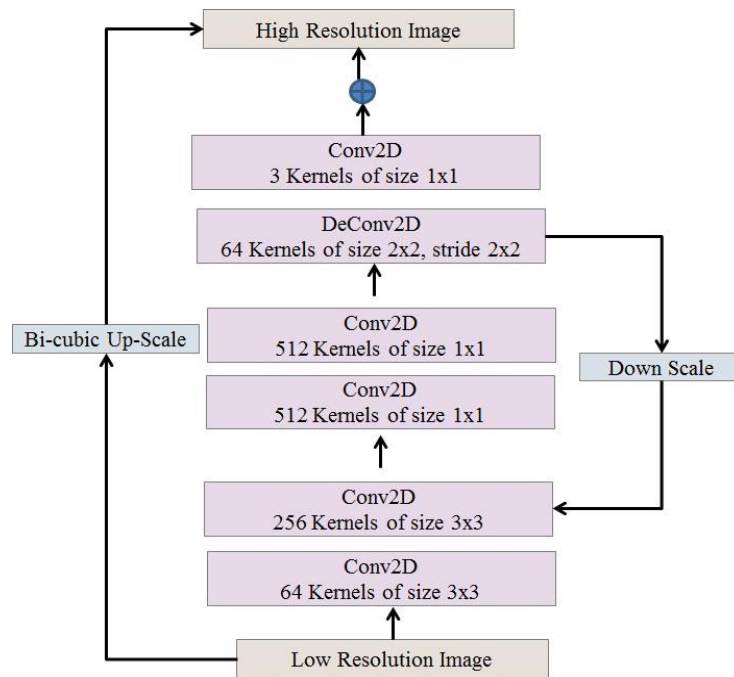 High Resolution Image
Conv2D
3 Kernels of size 1x1
DeConv2D
64 Kernels of size 2x2, stride 2x2
Conv2D
512 Kernels of size 1x1
Bi-cubic Up-Scale
Down Scale
Conv2D
512 Kernels of size 1x1
Conv2D
256 Kernels of size 3x3
Conv2D
64 Kernels of size 3x3
Low Resolution Image